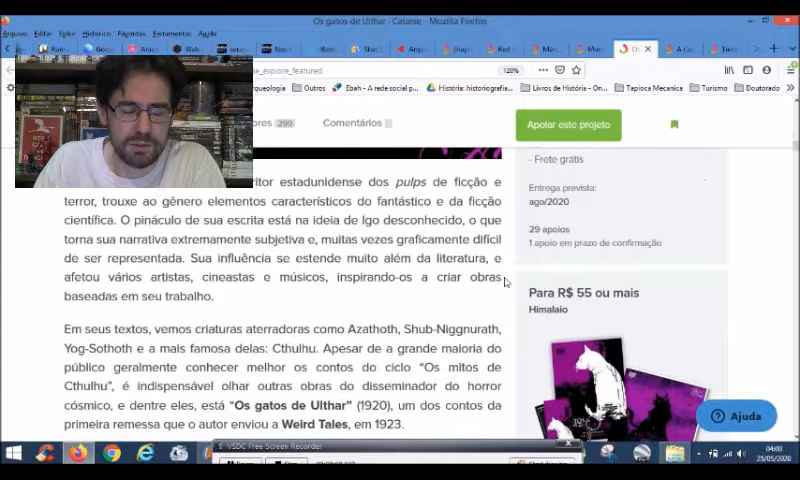 Os gatos de Ulthar - Catarse - Mozilla Firefox
Arquivo Editar Exibir Histórico Favoritos Ferramentas Ajuda
se_explore_featured
120%
Outros
Ebah - A rede social p...
História: historiografia...
Livros de História - On...
Tapioca Mecanica
Turismo
Doutorado
299
Comentários
Apoiar este projeto
ritor estadunidense dos pulps de ficção e
terror, trouxe ao gênero elementos característicos do fantástico e da ficção
científica. O pináculo de sua escrita está na ideia de lgo desconhecido, o que
torna sua narrativa extremamente subjetiva e, muitas vezes graficamente difícil
de ser representada. Sua influência se estende muito além da literatura, e
afetou vários artistas, cineastas e músicos, inspirando-os a criar obras
baseadas em seu trabalho.
Em seus textos, vemos criaturas aterradoras como Azathoth, Shub-Niggnurath,
Yog-Sothoth e a mais famosa delas: Cthulhu. Apesar de a grande maioria do
público geralmente conhecer melhor os contos do ciclo “Os mitos de
Cthulhu”, é indispensável olhar outras obras do disseminador do horror
cósmico, e dentre eles, está “Os gatos de Ulthar” (1920), um dos contos da
primeira remessa que o autor enviou a Weird Tales, em 1923.
- Frete grátis
Entrega prevista:
ago/2020
29 apoios
1 apoio em prazo de confirmação
Para R$ 55 ou mais
Himalaio
Ajuda
VSDC Free Screen Recorder
04:00
25/05/2020